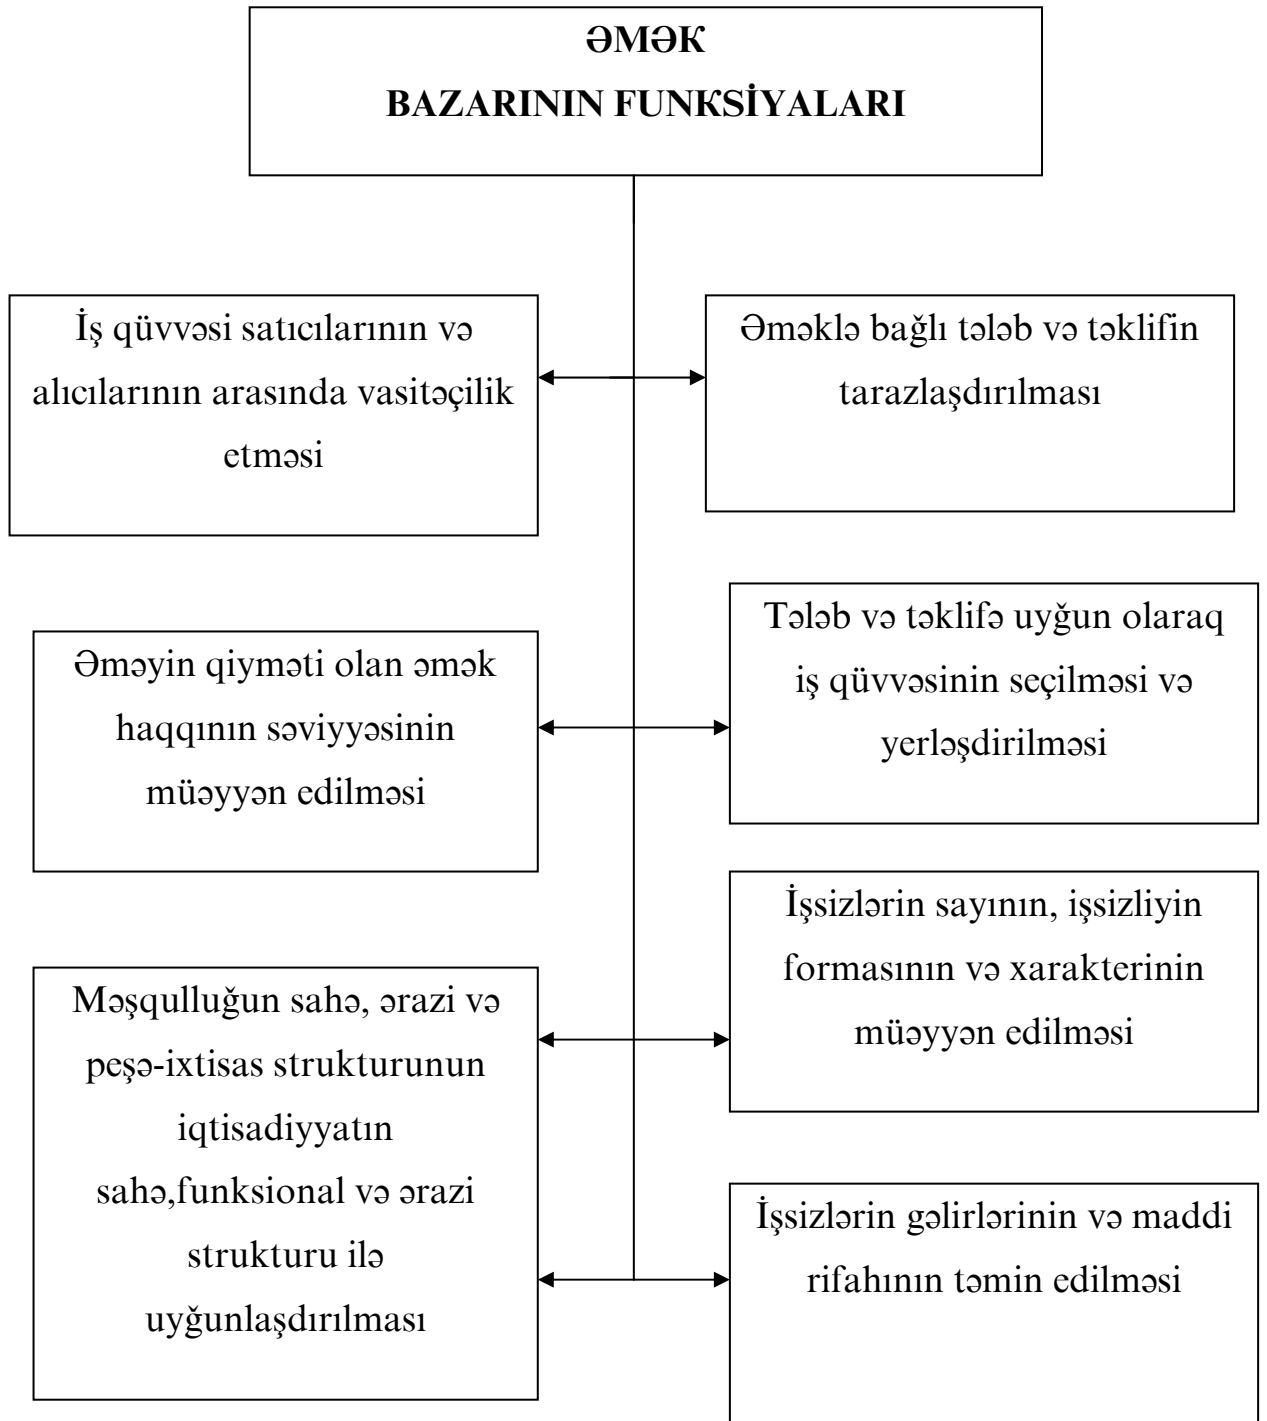 ƏMƏK
BAZARININ FUNKSİYALARI
İş qüvvəsi satıcılarının və
alıcılarının arasında vasitəçilik
etməsi
Əməklə bağlı tələb və təklifin
tarazlaşdırılması
Əməyin qiyməti olan əmək
haqqının səviyyəsinin
müəyyən edilməsi
Tələb və təklifə uyğun olaraq
iş qüvvəsinin seçilməsi və
yerləşdirilməsi
Məşqulluğun sahə, ərazi və
peşə-ixtisas strukturunun
iqtisadiyyatın
sahə,funksional və ərazi
strukturu ilə
uyğunlaşdırılması
İşsizlərin sayının, işsizliyin
formasının və xarakterinin
müəyyən edilməsi
İşsizlərin gəlirlərinin və maddi
rifahının təmin edilməsi